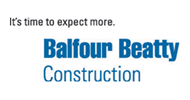 It's time to expect more.
Balfour Beatty
Construction